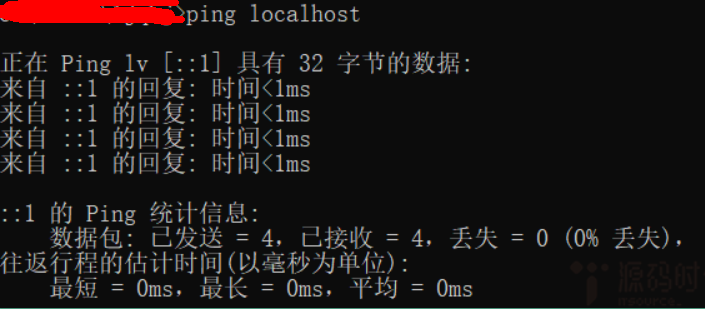 >ping localhost
正在 Ping lv [::1] 具有 32 字节的数据:
来自 ::1 的回复: 时间<1ms
来自 ::1 的回复: 时间<1ms
来自 ::1 的回复: 时间<1ms
来自 ::1 的回复: 时间<1ms
::1 的 Ping 统计信息:
数据包: 已发送 = 4，已接收 = 4，丢失 = 0 (0% 丢失)，
往返行程的估计时间(以毫秒为单位):
最短 = 0ms，最长 = 0ms，平均 = 0ms
源码时